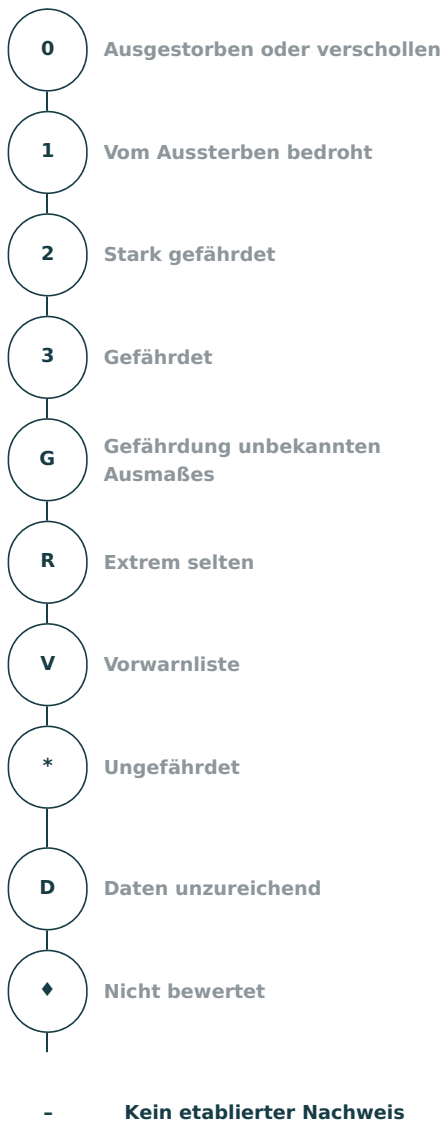 0 Ausgestorben oder verschollen
1 Vom Aussterben bedroht
2 Stark gefährdet
3 Gefährdet
G Gefährdung unbekannten
Ausmaßes
R Extrem selten
V Vorwarnliste
* Ungefährdet
D Daten unzureichend
♦ Nicht bewertet
– Kein etablierter Nachweis